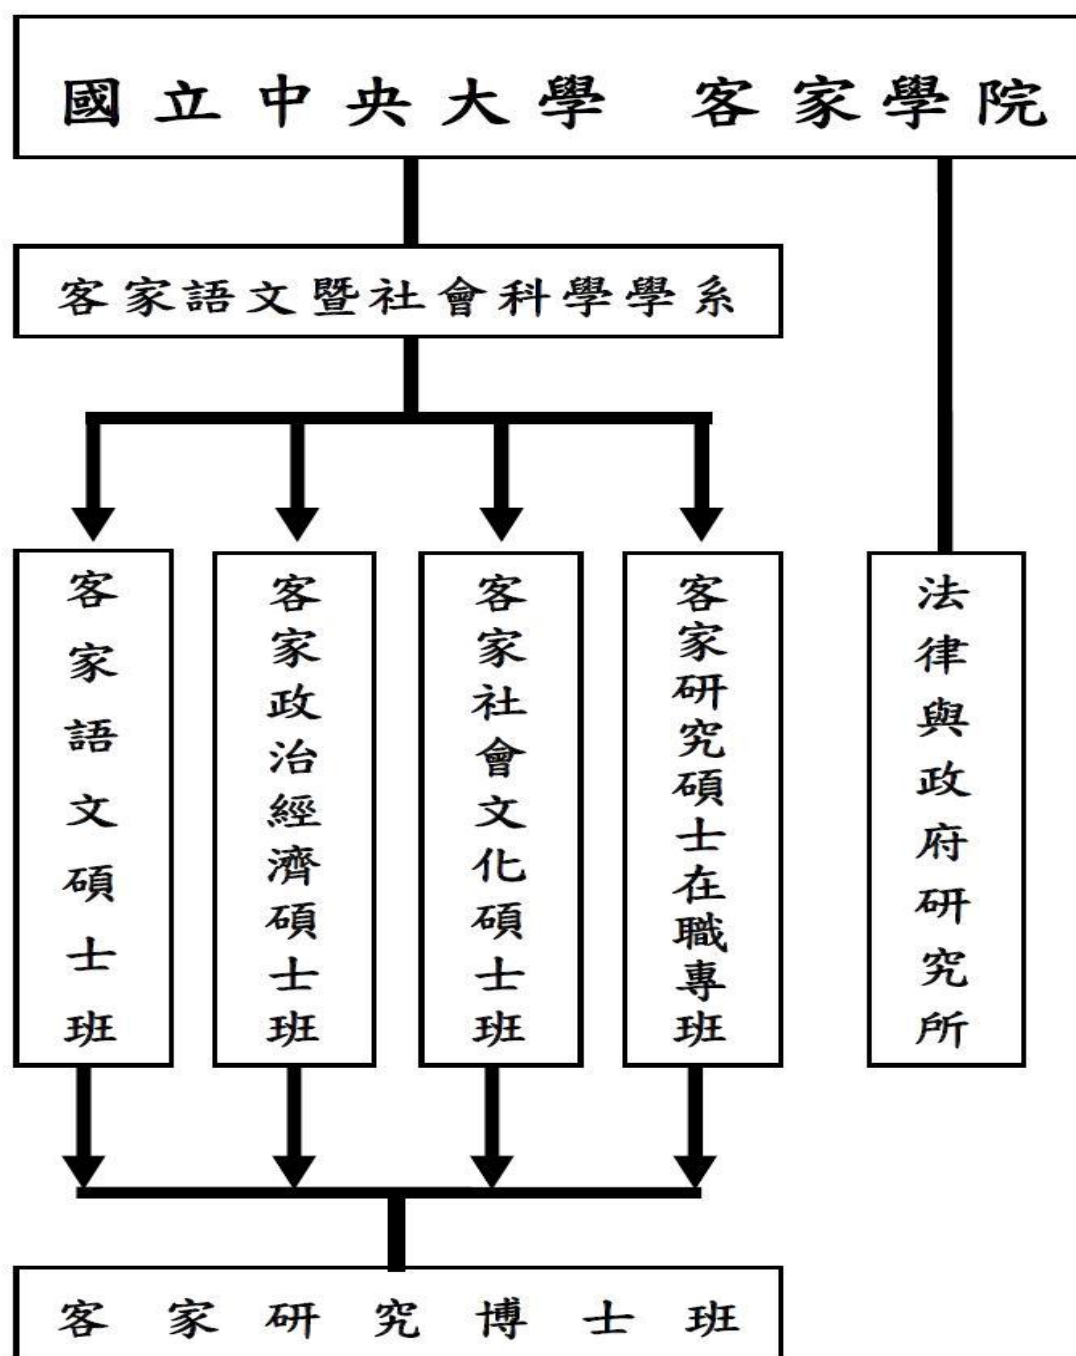 國立中央大學 客家學院
客家語文暨社會科學學系
客家語文碩士班
客家政治經濟碩士班
客家社會文化碩士班
客家研究碩士在職專班
法律與政府研究所
客家研究博士班